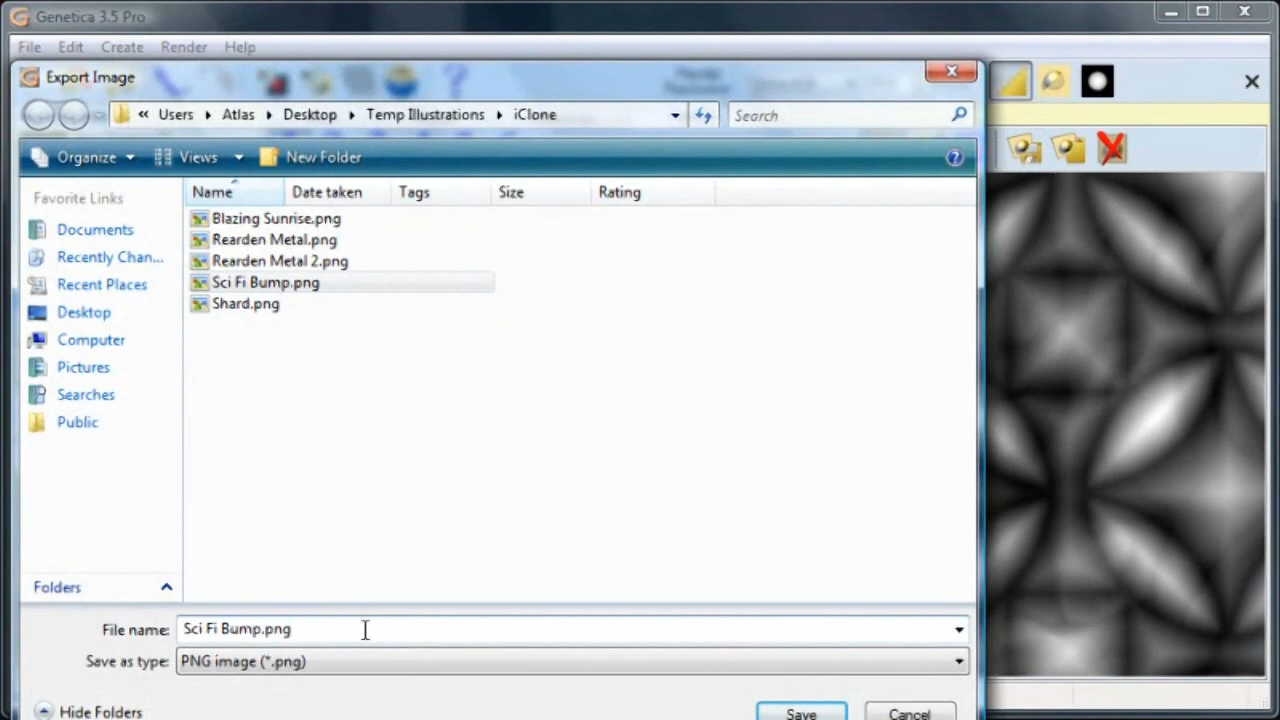 Genetica 3.5 Pro
File Edit Create Render Help
Export Image
« Users Atlas Desktop Temp Illustrations iClone Search
Organize Views New Folder
Favorite Links Name Date taken Tags Size Rating
Documents
Recently Chan...
Recent Places
Desktop
Computer
Pictures
Searches
Public
Blazing Sunrise.png
Rearden Metal.png
Rearden Metal 2.png
Sci Fi Bump.png
Shard.png
Folders
File name: Sci Fi Bump.png
Save as type: PNG image (*.png)
Hide Folders Save Cancel